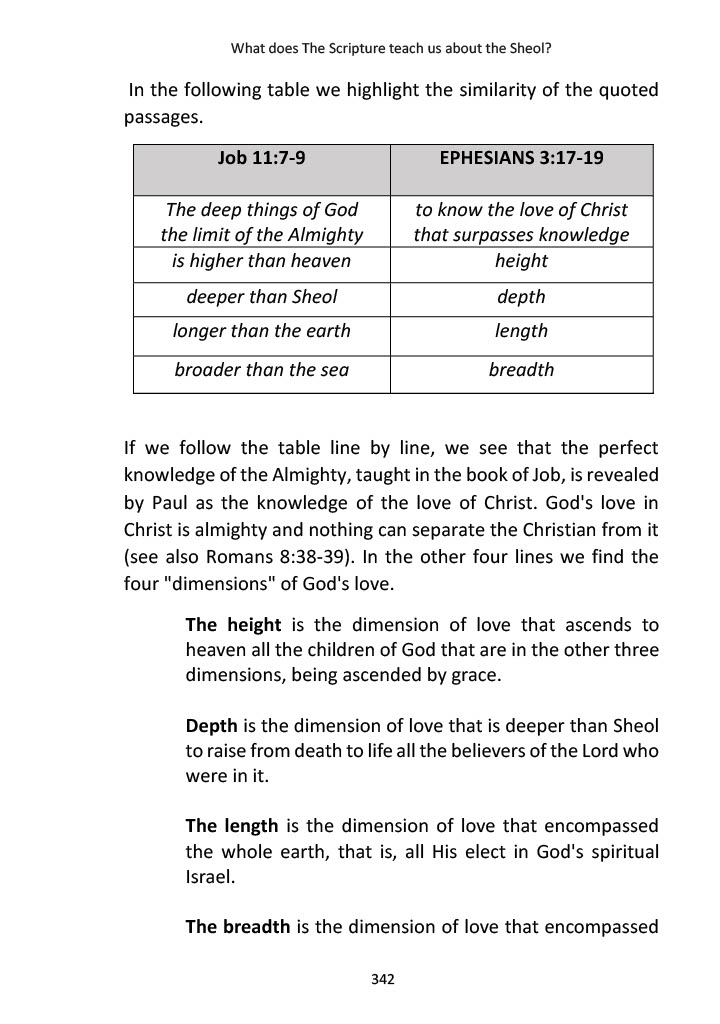 What does The Scripture teach us about the Sheol?
In the following table we highlight the similarity of the quoted
passages.
Job 11:7-9
EPHESIANS 3:17-19
The deep things of God
the limit of the Almighty
to know the love of Christ
that surpasses knowledge
is higher than heaven
height
deeper than Sheol
depth
longer than the earth
length
broader than the sea
breadth
If we follow the table line by line, we see that the perfect
knowledge of the Almighty, taught in the book of Job, is revealed
by Paul as the knowledge of the love of Christ. God's love in
Christ is almighty and nothing can separate the Christian from it
(see also Romans 8:38-39). In the other four lines we find the
four "dimensions" of God's love.
The height is the dimension of love that ascends to
heaven all the children of God that are in the other three
dimensions, being ascended by grace.
Depth is the dimension of love that is deeper than Sheol
to raise from death to life all the believers of the Lord who
were in it.
The length is the dimension of love that encompassed
the whole earth, that is, all His elect in God's spiritual
Israel.
The breadth is the dimension of love that encompassed
342